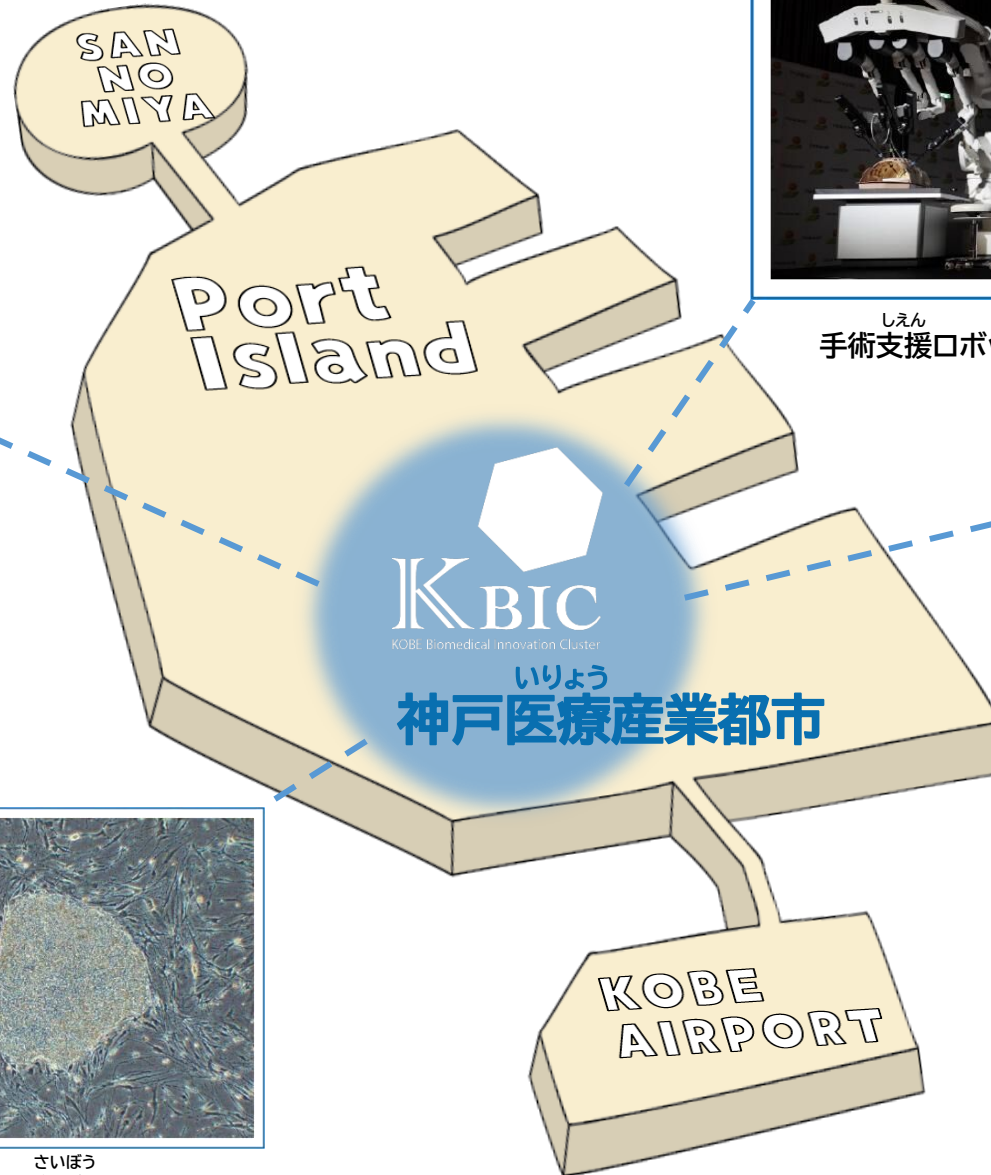 SAN
NO
MIYA
Port
Island
しえん
手術支援ロボ
K BIC
KOBE Biomedical Innovation Cluster
いりょう
神戸医療産業都市
KOBE
AIRPORT
さいぼう